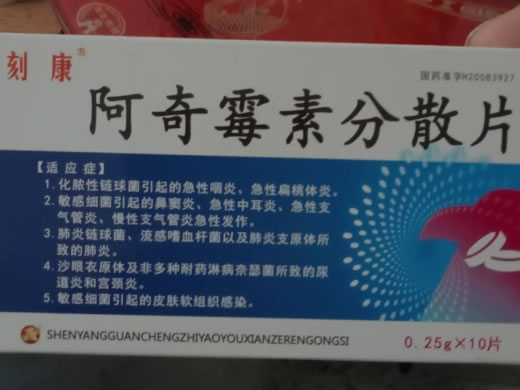 刻康®
国药准字H20083927
阿奇霉素分散片
【适应症】
1. 化脓性链球菌引起的急性咽炎、急性扁桃体炎。
2. 敏感细菌引起的鼻窦炎、急性中耳炎、急性支
气管炎、慢性支气管炎急性发作。
3. 肺炎链球菌、流感嗜血杆菌以及肺炎支原体所
致的肺炎。
4. 沙眼衣原体及非多种耐药淋病奈瑟菌所致的尿
道炎和宫颈炎。
5. 敏感细菌引起的皮肤软组织感染。
SHENYANGGUANCHENGZHIYAOYOUXIANZERENGONGSI
0.25g×10片